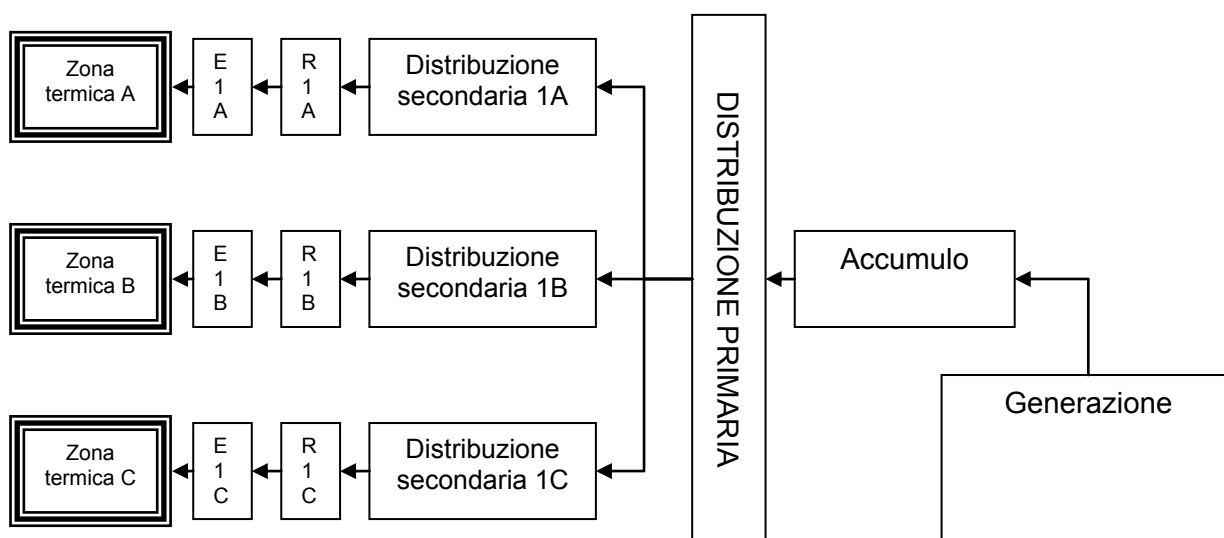 Zona
termica A
E
1
A
R
1
A
Distribuzione
secondaria 1A
Zona
termica B
E
1
B
R
1
B
Distribuzione
secondaria 1B
Zona
termica C
E
1
C
R
1
C
Distribuzione
secondaria 1C
DISTRIBUZIONE PRIMARIA
Accumulo
Generazione